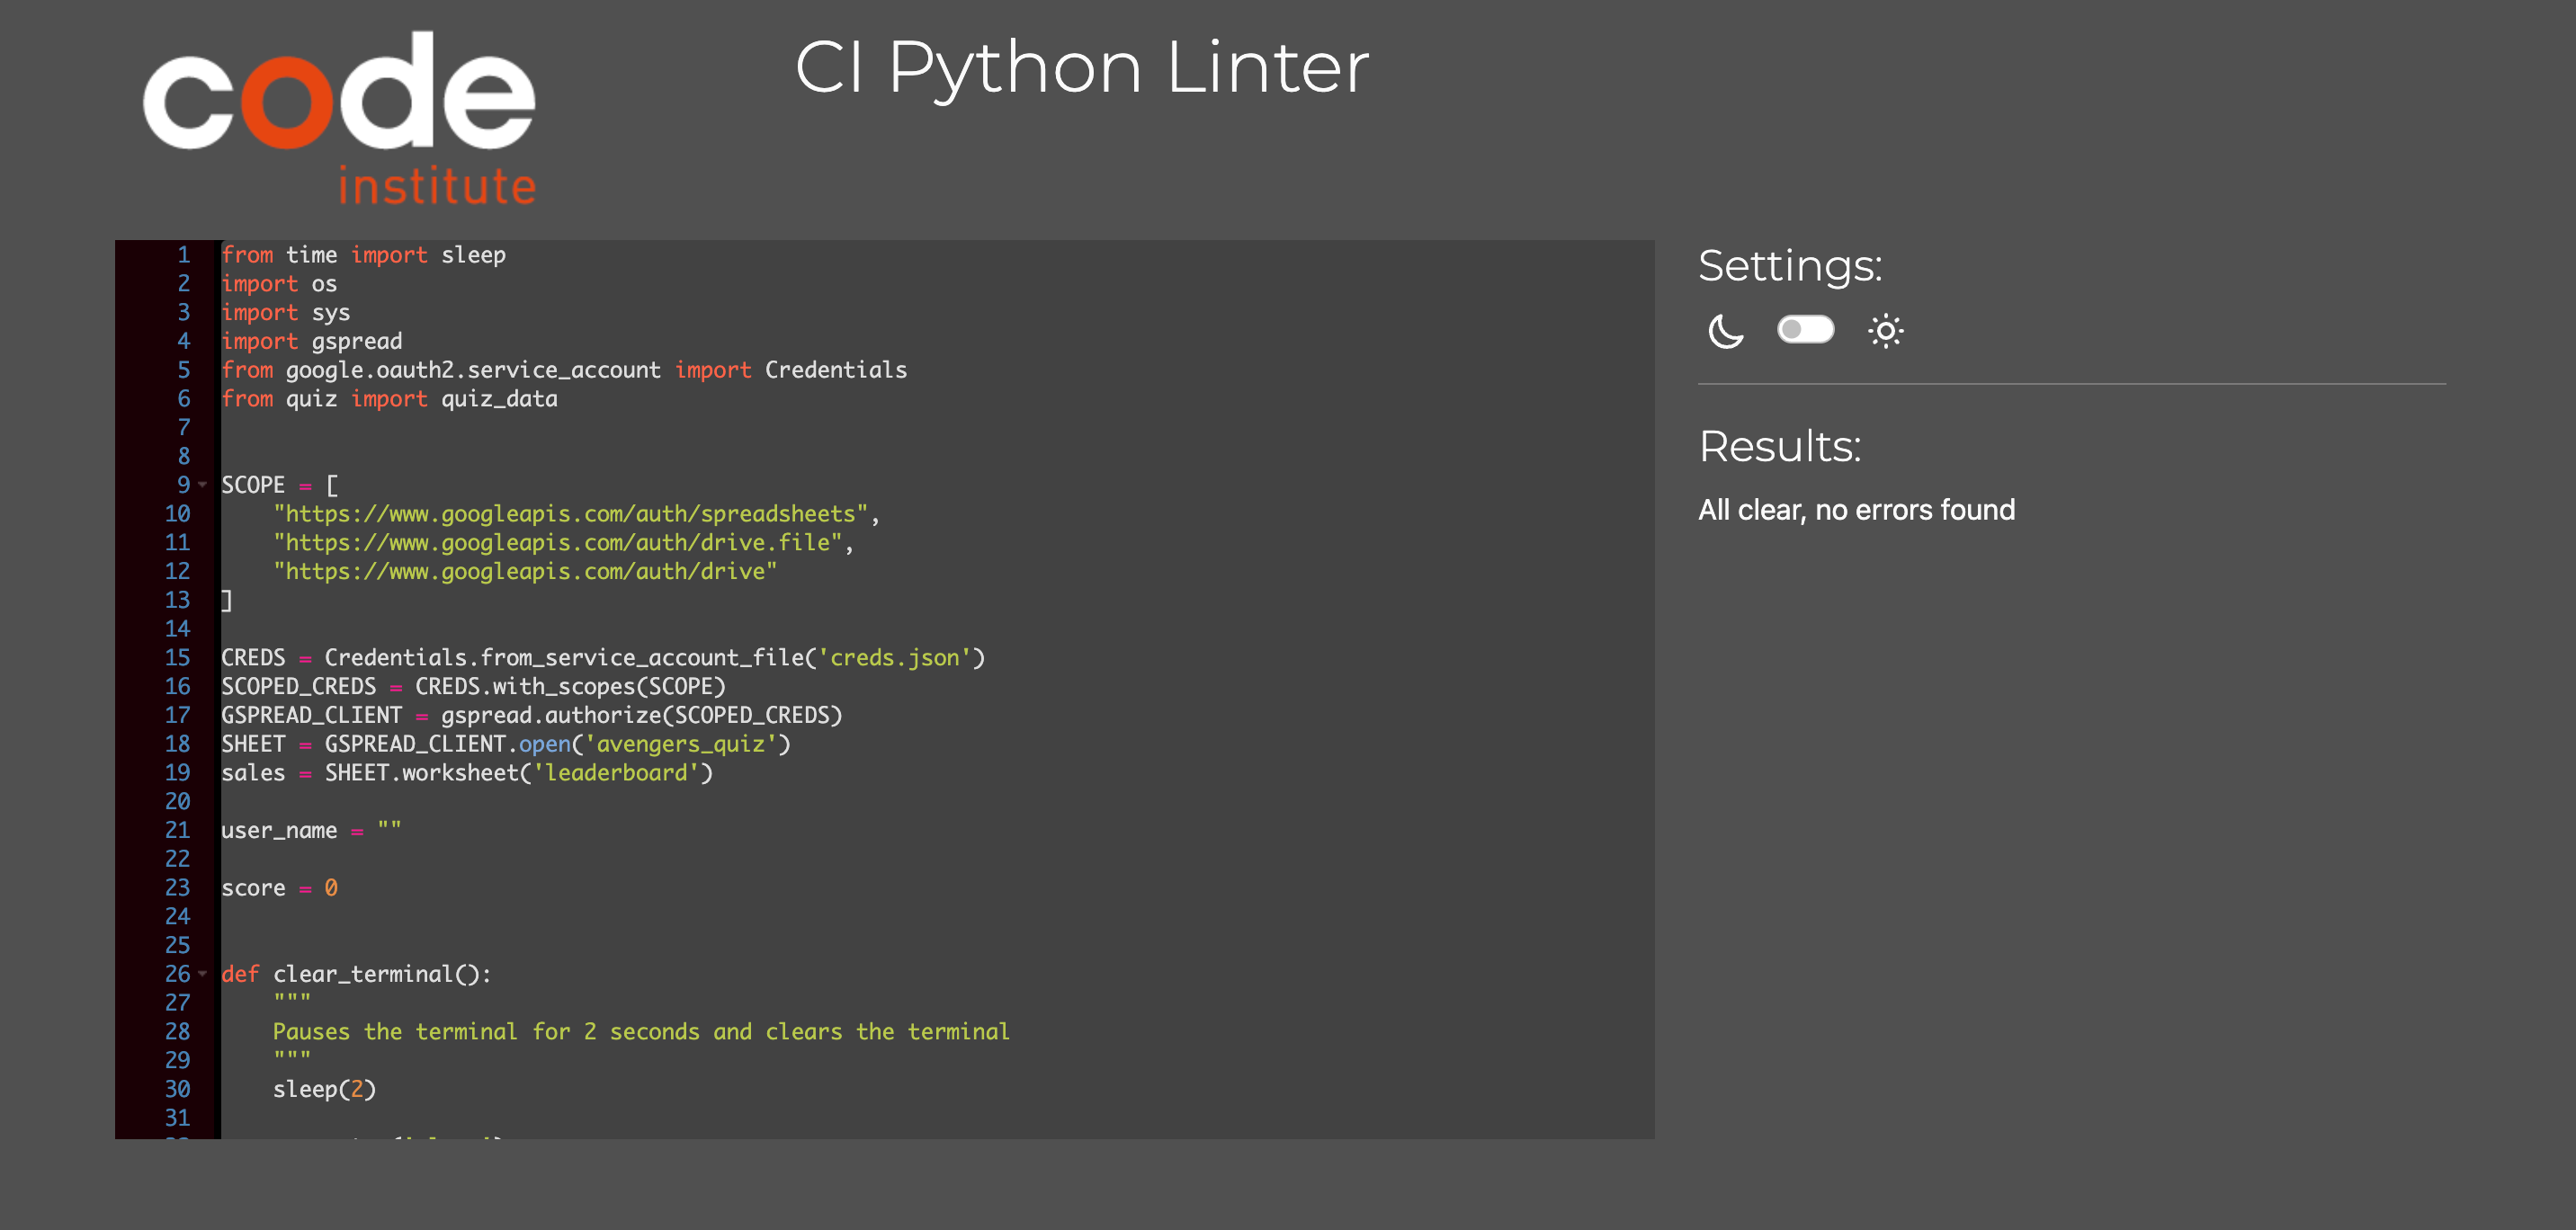 code
institute
CI Python Linter
1 from time import sleep
2 import os
3 import sys
4 import gspread
5 from google.oauth2.service_account import Credentials
6 from quiz import quiz_data
7
8
9 SCOPE = [
10     "https://www.googleapis.com/auth/spreadsheets",
11     "https://www.googleapis.com/auth/drive.file",
12     "https://www.googleapis.com/auth/drive"
13 ]
14
15 CREDS = Credentials.from_service_account_file('creds.json')
16 SCOPED_CREDS = CREDS.with_scopes(SCOPE)
17 GSPREAD_CLIENT = gspread.authorize(SCOPED_CREDS)
18 SHEET = GSPREAD_CLIENT.open('avengers_quiz')
19 sales = SHEET.worksheet('leaderboard')
20
21 user_name = ""
22
23 score = 0
24
25
26 def clear_terminal():
27     """
28     Pauses the terminal for 2 seconds and clears the terminal
29     """
30     sleep(2)
31
Settings:
Results:
All clear, no errors found